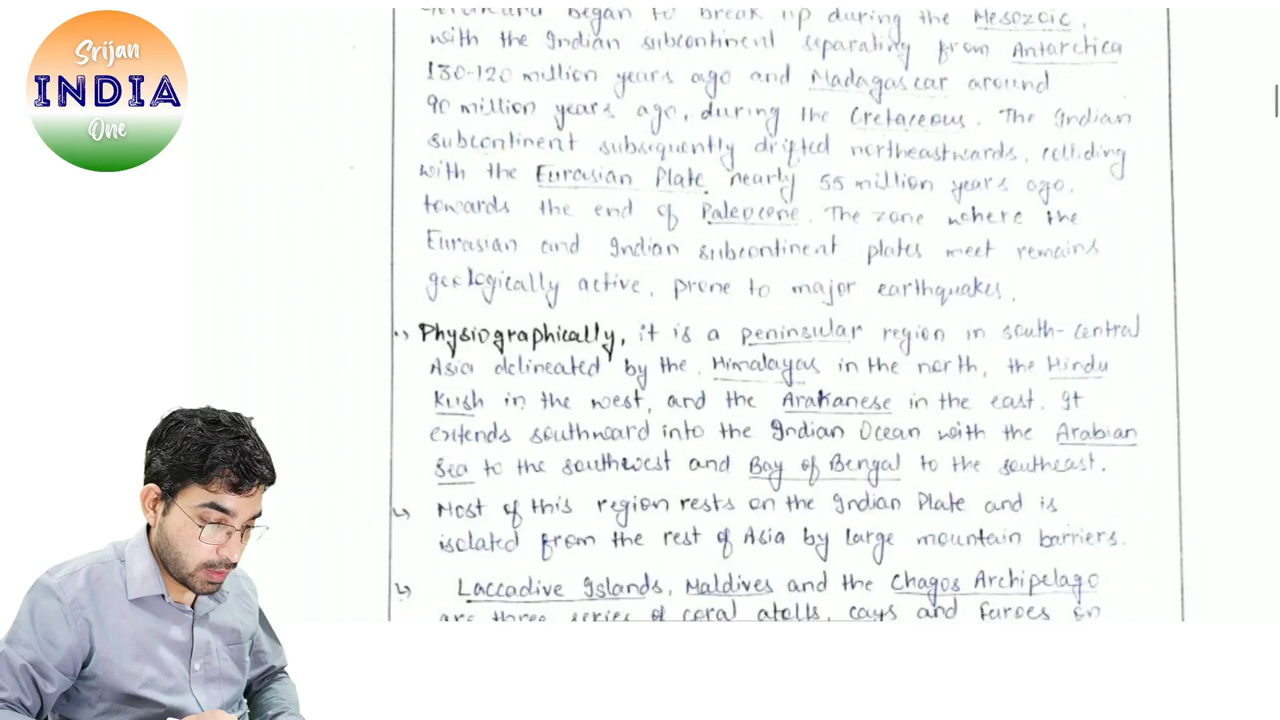 Srijan
INDIA
One
began to break up during the Mesozoic,
with the Indian subcontinent separating from Antarctica
130-120 million years ago and Madagascar around
90 million years ago, during the Cretaceous. The Indian
subcontinent subsequently drifted northeastwards, colliding
with the Eurasian Plate nearly 55 million years ago,
towards the end of Paleocene. The zone where the
Eurasian and Indian subcontinent plates meet remains
geologically active, prone to major earthquakes.
Physiographically, it is a peninsular region in south-central
Asia delineated by the Himalayas in the north, the Hindu
Kush in the west, and the Arakanese in the east. It
extends southward into the Indian Ocean with the Arabian
Sea to the southwest and Bay of Bengal to the southeast.
Most of this region rests on the Indian Plate and is
isolated from the rest of Asia by large mountain barriers.
Laccadive Islands, Maldives and the Chagos Archipelago
are three series of coral atolls, cays and Faroes on